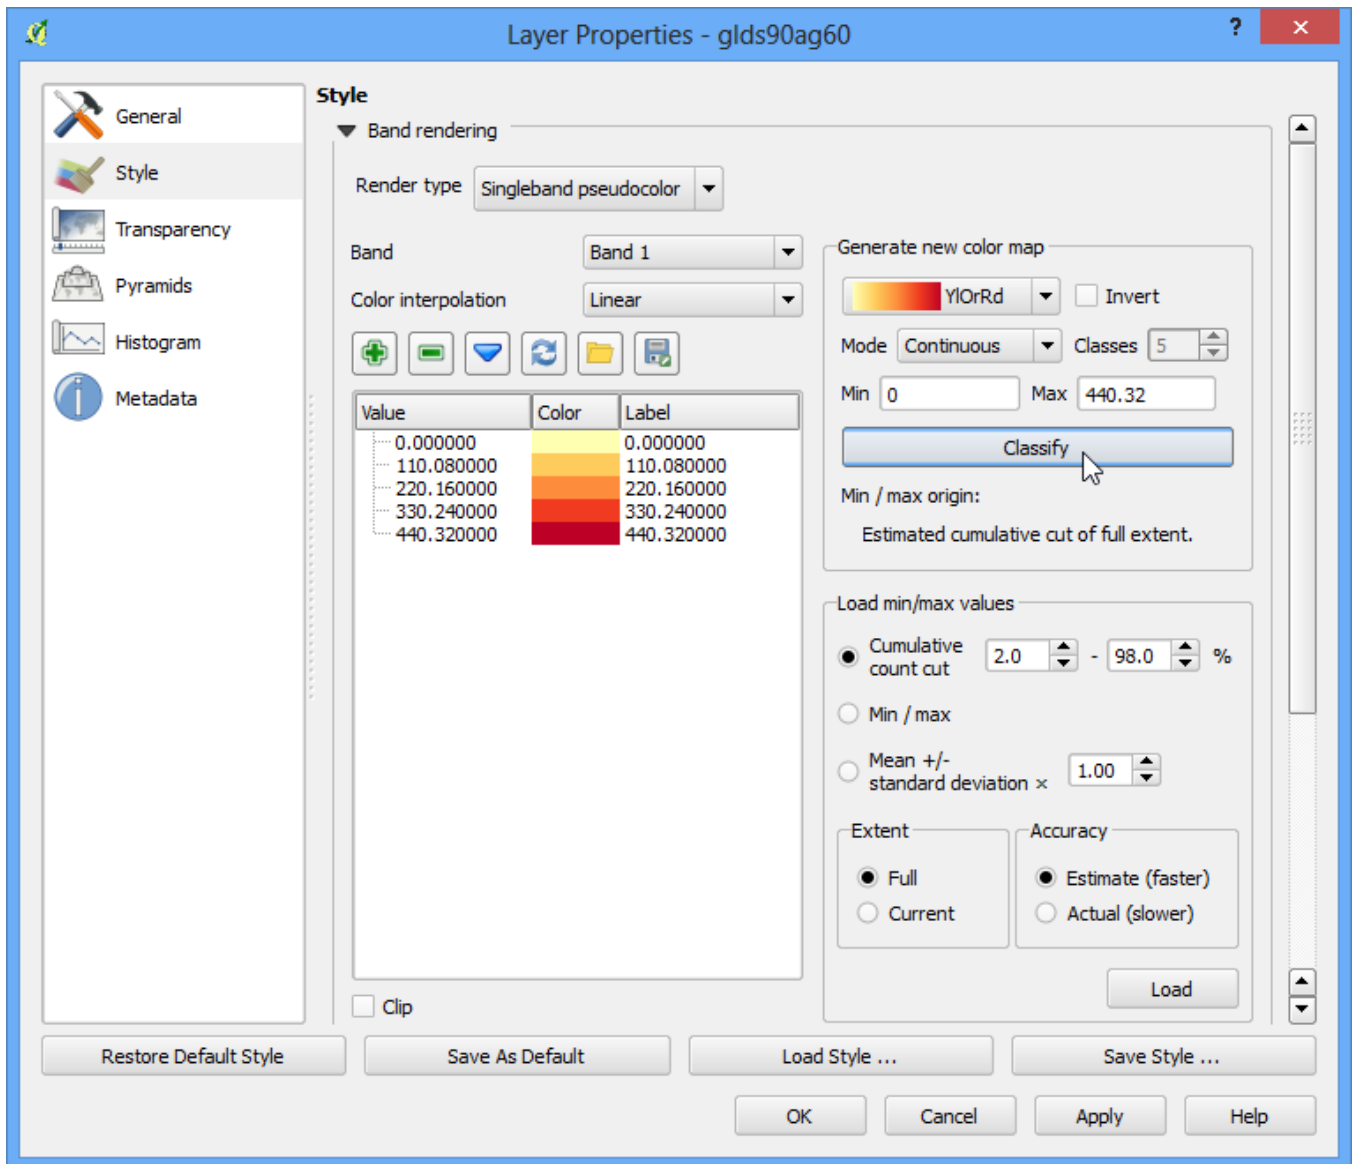 Layer Properties - glds90ag60
?
General
Style
Transparency
Pyramids
Histogram
Metadata
Style
Band rendering
Render type Singleband pseudocolor
Band Band 1
Color interpolation Linear
Value Color Label
0.000000 0.000000
110.080000 110.080000
220.160000 220.160000
330.240000 330.240000
440.320000 440.320000
Clip
Generate new color map
YlOrRd Invert
Mode Continuous Classes 5
Min 0 Max 440.32
Classify
Min / max origin:
Estimated cumulative cut of full extent.
Load min/max values
Cumulative
count cut 2.0 - 98.0 %
Min / max
Mean +/-
standard deviation × 1.00
Extent
Full
Current
Accuracy
Estimate (faster)
Actual (slower)
Load
Restore Default Style Save As Default Load Style ... Save Style ...
OK Cancel Apply Help